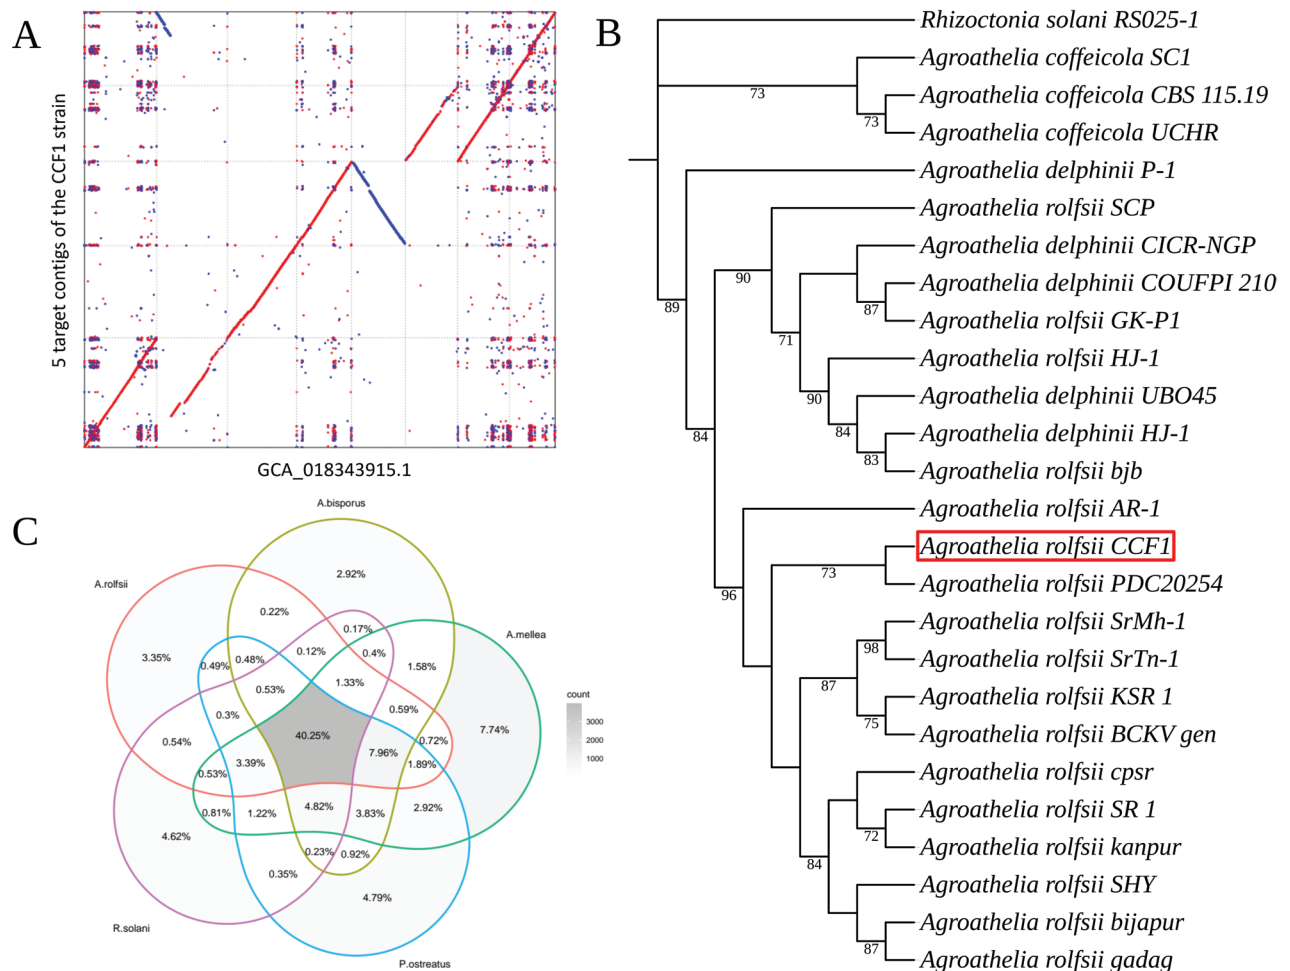 A
5 target contigs of the CCF1 strain
GCA_018343915.1
B
Rhizoctonia solani RS025-1
Agroathelia coffeicola SC1
73
Agroathelia coffeicola CBS 115.19
73
Agroathelia coffeicola UCHR
Agroathelia delphinii P-1
Agroathelia rolfsii SCP
Agroathelia delphinii CICR-NGP
90
Agroathelia delphinii COUFPI 210
89
87
Agroathelia rolfsii GK-P1
71
Agroathelia rolfsii HJ-1
90
Agroathelia delphinii UBO45
84
84
Agroathelia delphinii HJ-1
83
Agroathelia rolfsii bjb
Agroathelia rolfsii AR-1
Agroathelia rolfsii CCF1
73
Agroathelia rolfsii PDC20254
96
Agroathelia rolfsii SrMh-1
98
Agroathelia rolfsii SrTn-1
87
Agroathelia rolfsii KSR 1
75
Agroathelia rolfsii BCKV gen
Agroathelia rolfsii cpsr
Agroathelia rolfsii SR 1
72
Agroathelia rolfsii kanpur
84
Agroathelia rolfsii SHY
Agroathelia rolfsii bijapur
87
Agroathelia rolfsii gadag
C
A.bisporus
2.92%
A.rolfsii
0.22%
0.17%
A.mellea
0.12%
0.4%
3.35%
0.49%
0.48%
1.58%
0.53%
1.33%
0.3%
0.59%
count
3000
2000
1000
0.54%
40.25%
0.72%
7.74%
7.96%
3.39%
1.89%
0.53%
0.81%
1.22%
4.82%
3.83%
2.92%
4.62%
0.23%
0.92%
0.35%
4.79%
R.solani
P.ostreatus